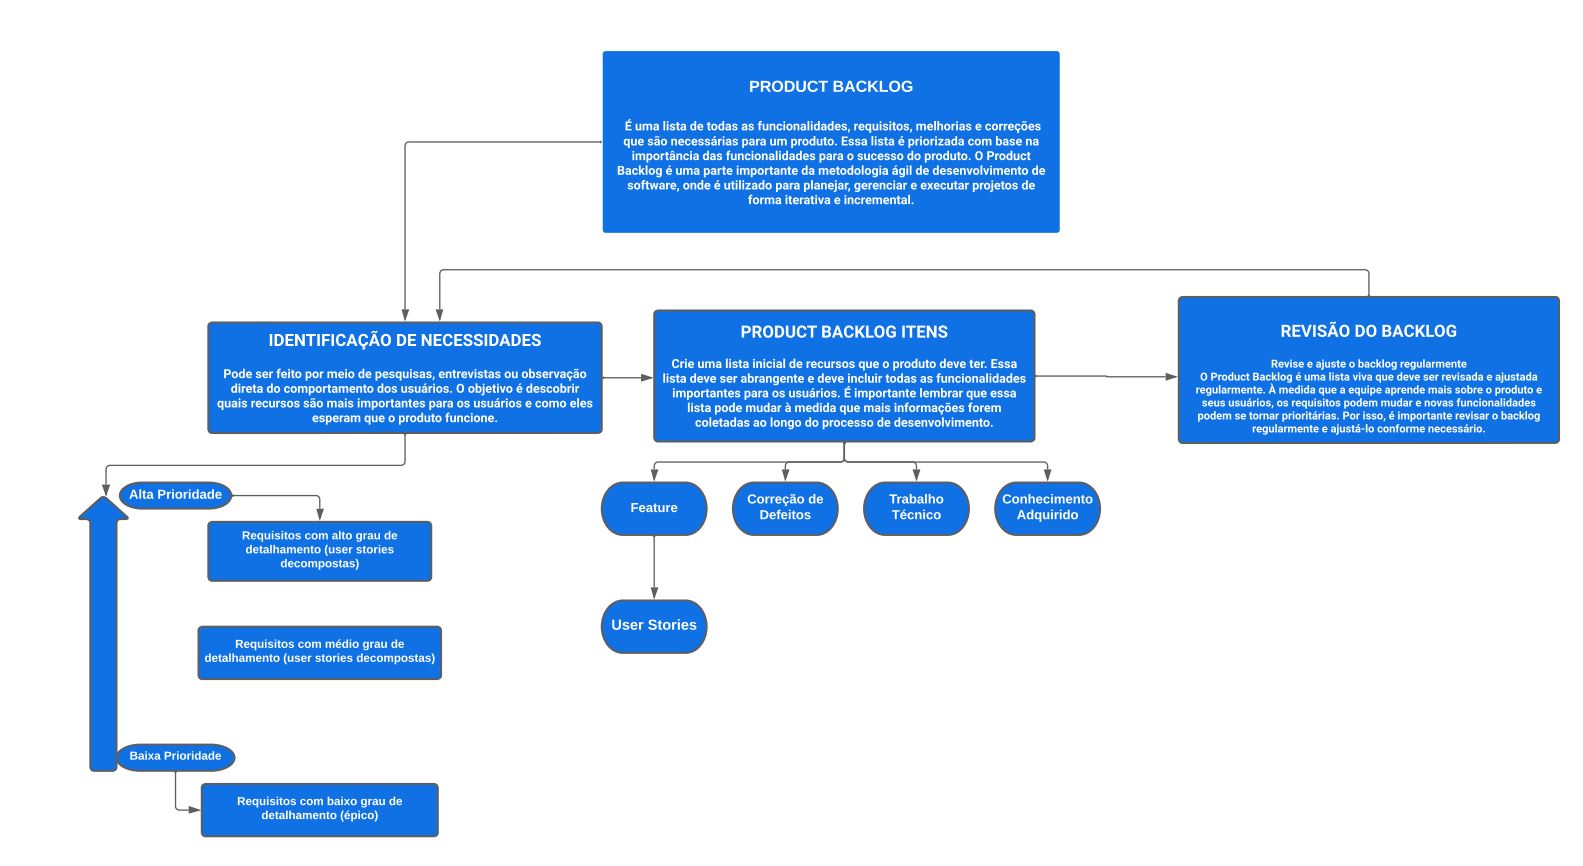 PRODUCT BACKLOG
É uma lista de todas as funcionalidades, requisitos, melhorias e correções
que são necessárias para um produto. Essa lista é priorizada com base na
importância das funcionalidades para o sucesso do produto. O Product
Backlog é uma parte importante da metodologia ágil de desenvolvimento de
software, onde é utilizado para planejar, gerenciar e executar projetos de
forma iterativa e incremental.
IDENTIFICAÇÃO DE NECESSIDADES
Pode ser feito por meio de pesquisas, entrevistas ou observação
direta do comportamento dos usuários. O objetivo é descobrir
quais recursos são mais importantes para os usuários e como eles
esperam que o produto funcione.
PRODUCT BACKLOG ITENS
Crie uma lista inicial de recursos que o produto deve ter. Essa
lista deve ser abrangente e deve incluir todas as funcionalidades
importantes para os usuários. É importante lembrar que essa
lista pode mudar à medida que mais informações forem
coletadas ao longo do processo de desenvolvimento.
REVISÃO DO BACKLOG
Revise e ajuste o backlog regularmente
O Product Backlog é uma lista viva que deve ser revisada e ajustada
regularmente. À medida que a equipe aprende mais sobre o produto e
seus usuários, os requisitos podem mudar e novas funcionalidades
podem se tornar prioritárias. Por isso, é importante revisar o backlog
regularmente e ajustá-lo conforme necessário.
Alta Prioridade
Requisitos com alto grau de
detalhamento (user stories
decompostas)
Requisitos com médio grau de
detalhamento (user stories decompostas)
Baixa Prioridade
Requisitos com baixo grau de
detalhamento (épico)
Feature
Correção de
Defeitos
Trabalho
Técnico
Conhecimento
Adquirido
User Stories